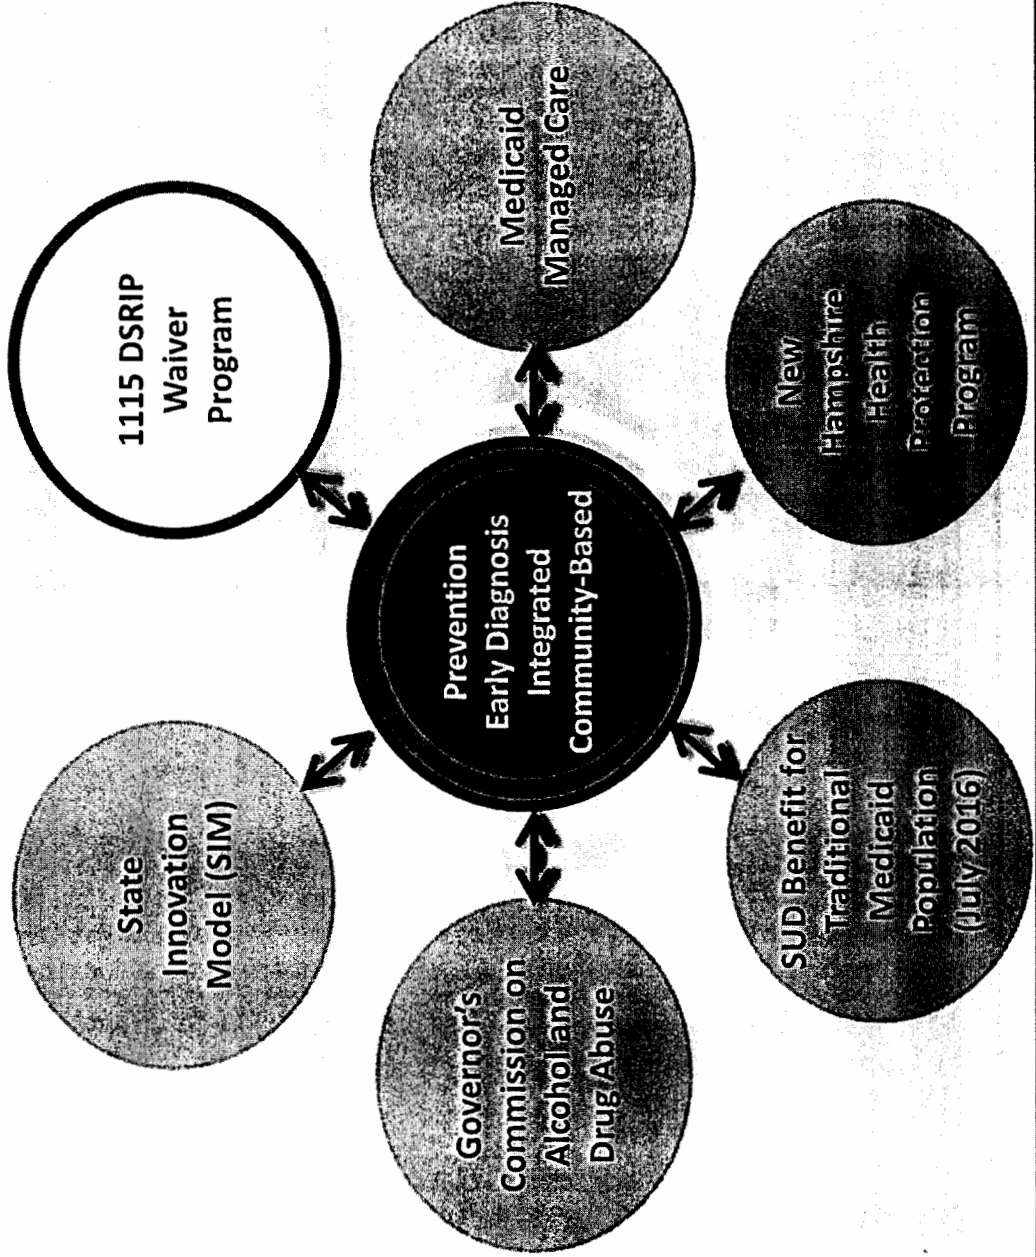 State
Innovation
Model (SIM)
1115 DSRIP
Waiver
Program
Governor's
Commission on
Alcohol and
Drug Abuse
Prevention
Early Diagnosis
Integrated
Community-Based
Medicaid
Managed Care
SUD Benefit for
Traditional
Medicaid
Population
(July 2016)
New
Hampshire
Health
Protection
Program